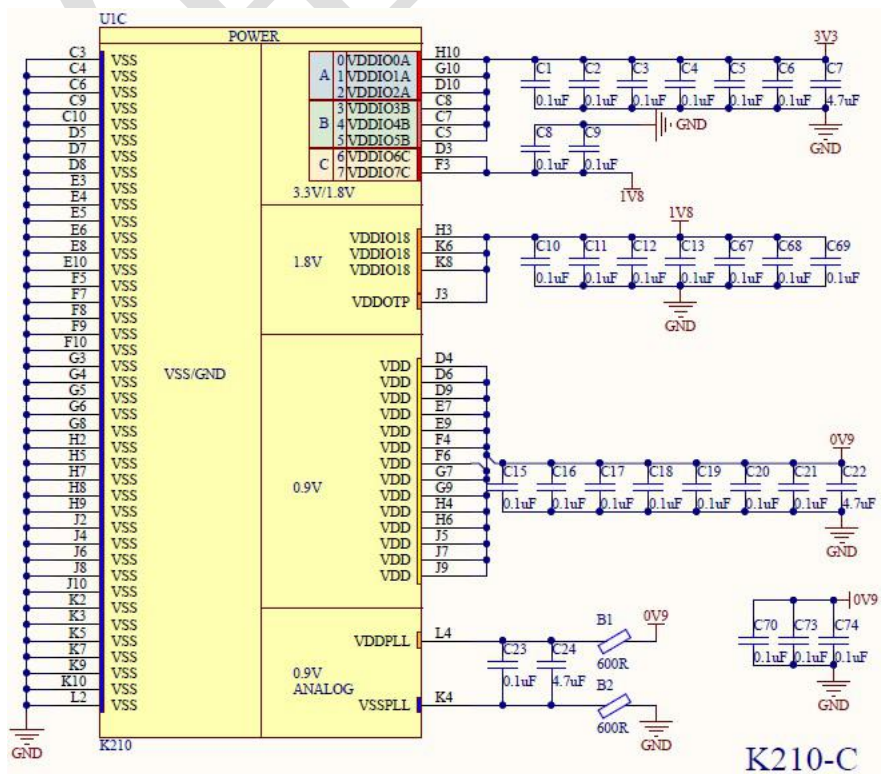 U1C
POWER
C3 VSS
C4 VSS
C6 VSS
C9 VSS
C10 VSS
D5 VSS
D7 VSS
D8 VSS
E3 VSS
E4 VSS
E5 VSS
E6 VSS
E8 VSS
E10 VSS
F5 VSS
F7 VSS
F8 VSS
F9 VSS
F10 VSS
G3 VSS
G4 VSS
G5 VSS
G6 VSS
G8 VSS
H2 VSS
H5 VSS
H7 VSS
H8 VSS
H9 VSS
J2 VSS
J4 VSS
J6 VSS
J8 VSS
J10 VSS
K2 VSS
K3 VSS
K5 VSS
K7 VSS
K9 VSS
K10 VSS
L2 VSS
GND
VSS/GND
K210
A
0 VDDIO0A H10
1 VDDIO1A G10
2 VDDIO2A D10
B
3 VDDIO3B C8
4 VDDIO4B C7
5 VDDIO5B C5
C
6 VDDIO6C D3
7 VDDIO7C F3
3.3V/1.8V
3V3
C1 C2 C3 C4 C5 C6 C7
0.1uF 0.1uF 0.1uF 0.1uF 0.1uF 0.1uF 4.7uF
GND
C8 C9
0.1uF 0.1uF
GND
1V8
1.8V
VDDIO18 H3
VDDIO18 K6
VDDIO18 K8
VDDOTP J3
1V8
C10 C11 C12 C13 C67 C68 C69
0.1uF 0.1uF 0.1uF 0.1uF 0.1uF 0.1uF 0.1uF
GND
0.9V
VDD D4
VDD D6
VDD D9
VDD E7
VDD E9
VDD F4
VDD F6
VDD G7
VDD G9
VDD H4
VDD H6
VDD J5
VDD J7
VDD J9
0V9
C15 C16 C17 C18 C19 C20 C21 C22
0.1uF 0.1uF 0.1uF 0.1uF 0.1uF 0.1uF 0.1uF 4.7uF
GND
0.9V
ANALOG
VDDPLL L4
VSSPLL K4
C23 C24
0.1uF 4.7uF
B1 0V9
600R
B2
600R
GND
0V9
C70 C73 C74
0.1uF 0.1uF 0.1uF
GND
K210-C